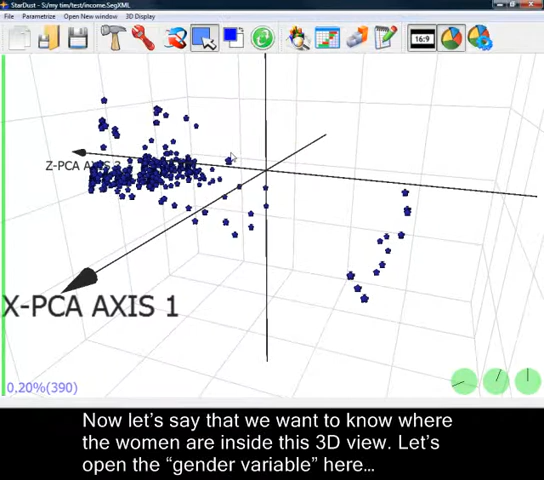 StarDust - S:/my tim/test/income.SegXML
File Parametrize Open New window 3D Display
16:9
Z-PCA AXIS 3
X-PCA AXIS 1
0,20%(390)
Now let's say that we want to know where
the women are inside this 3D view. Let's
open the “gender variable” here...